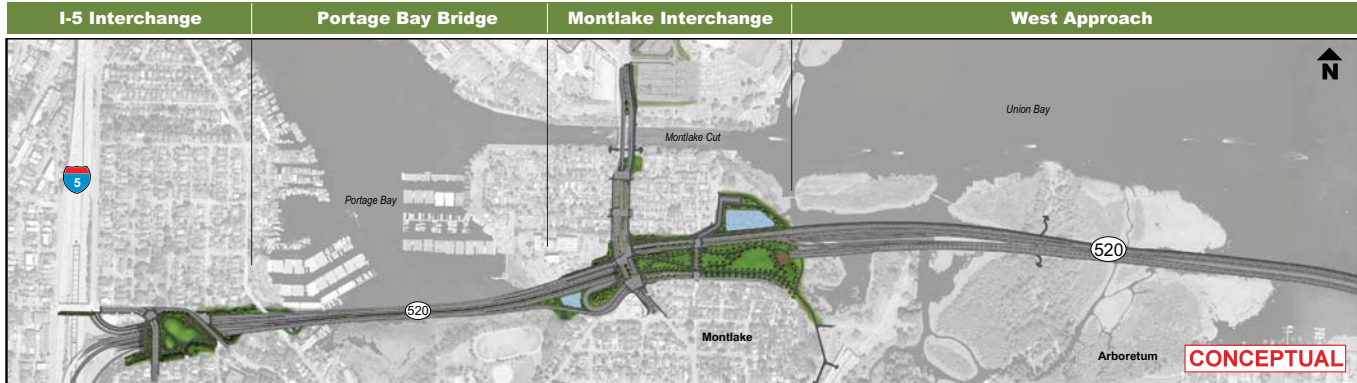 I-5 Interchange
Portage Bay Bridge
Montlake Interchange
West Approach
N
Union Bay
Montlake Cut
5
Portage Bay
520
520
Montlake
Arboretum
CONCEPTUAL